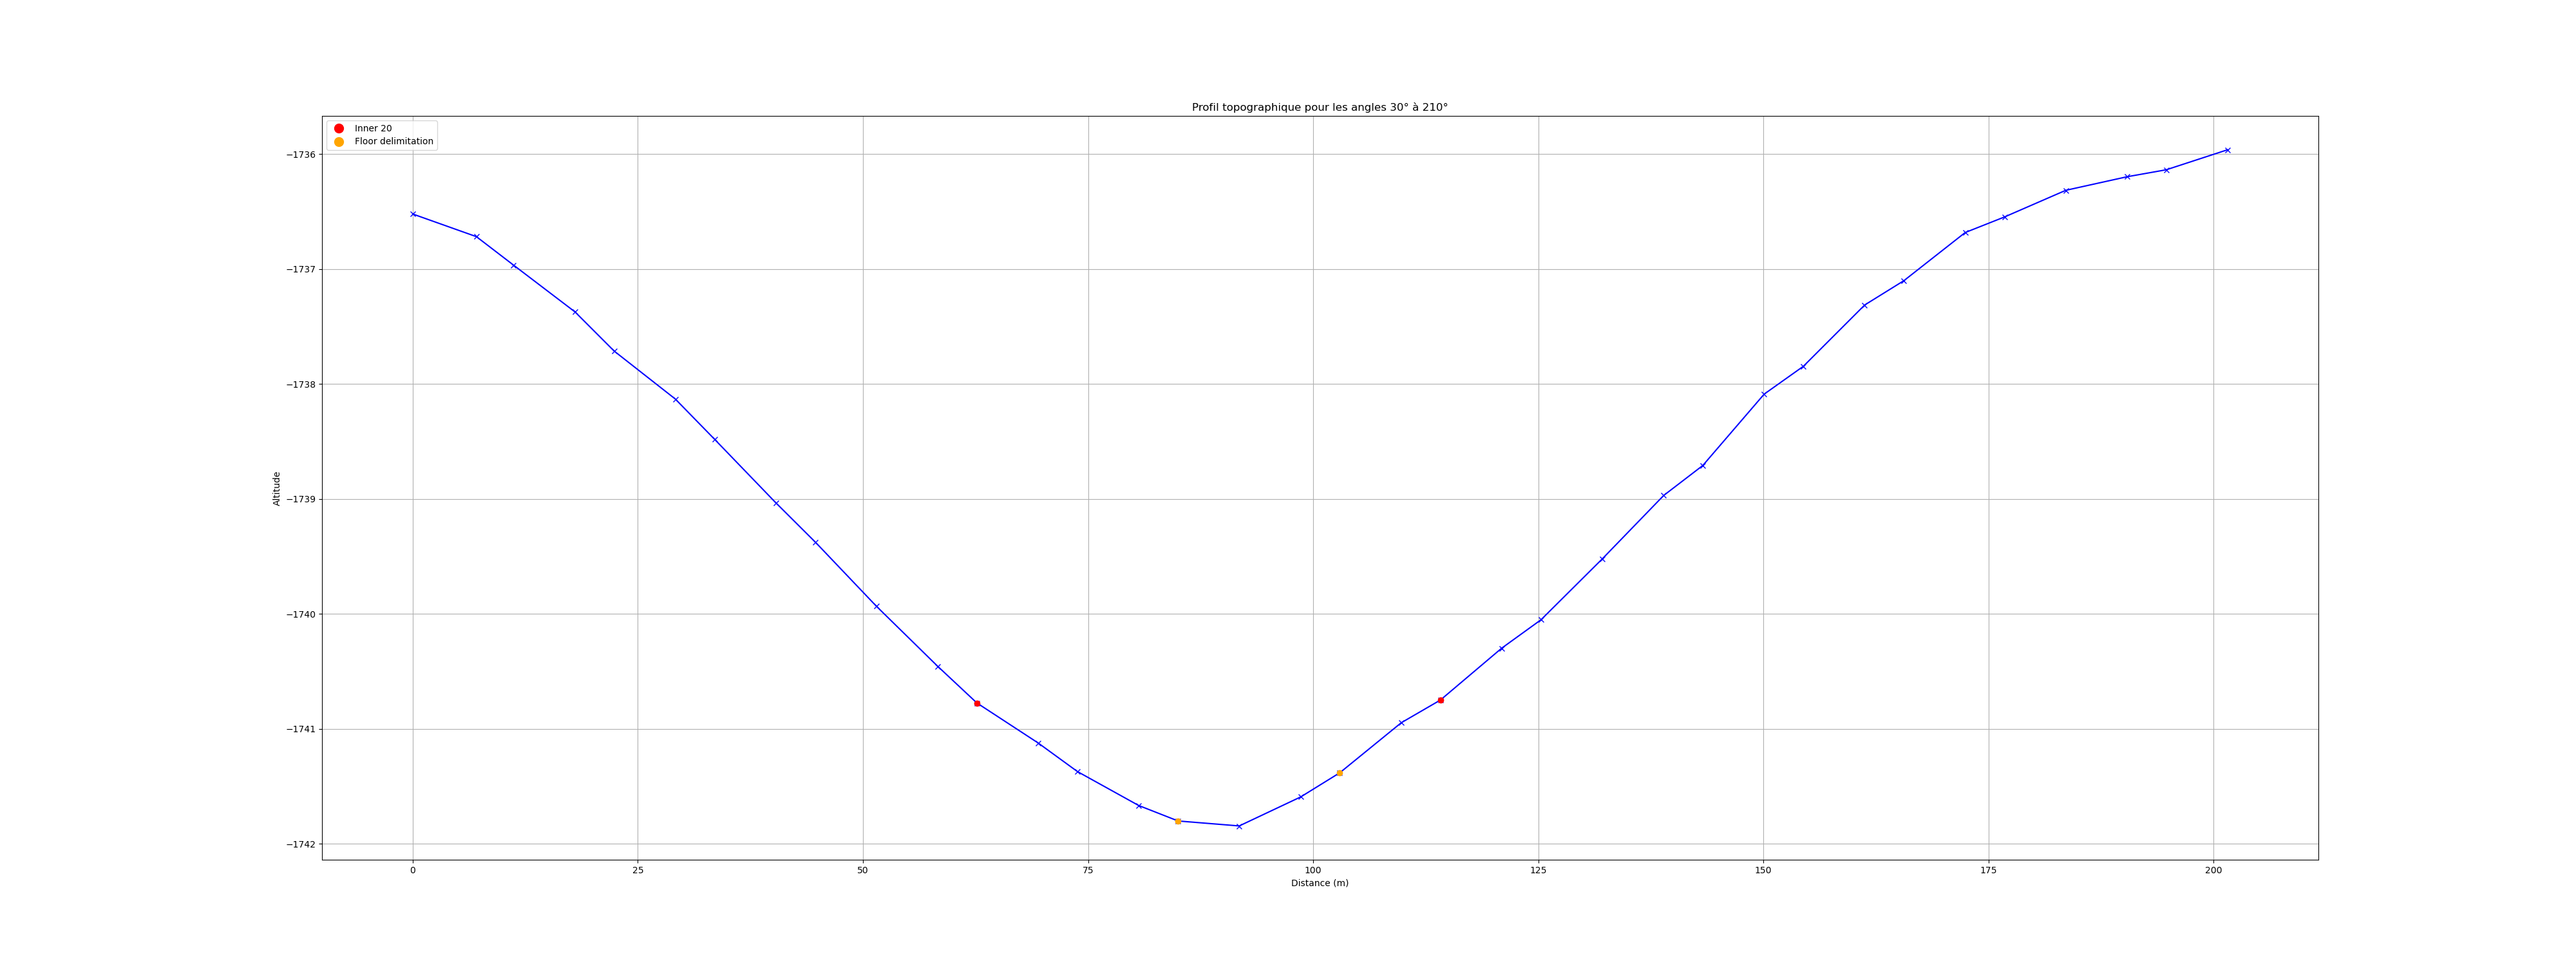 Profil topographique pour les angles 30° à 210°
Inner 20
Floor delimitation
−1736
−1737
−1738
−1739
−1740
−1741
−1742
Altitude
0 25 50 75 100 125 150 175 200
Distance (m)